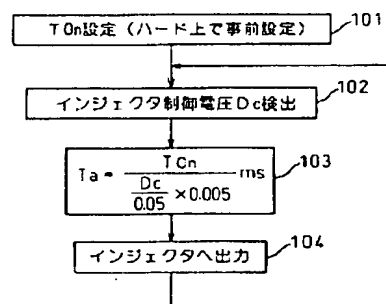 TOn設定(ハード上で事前設定)
101
インジェクタ制御電圧Dc検出
102
Ta = TOn / (Dc / 0.05 × 0.005) ms
103
インジェクタへ出力
104